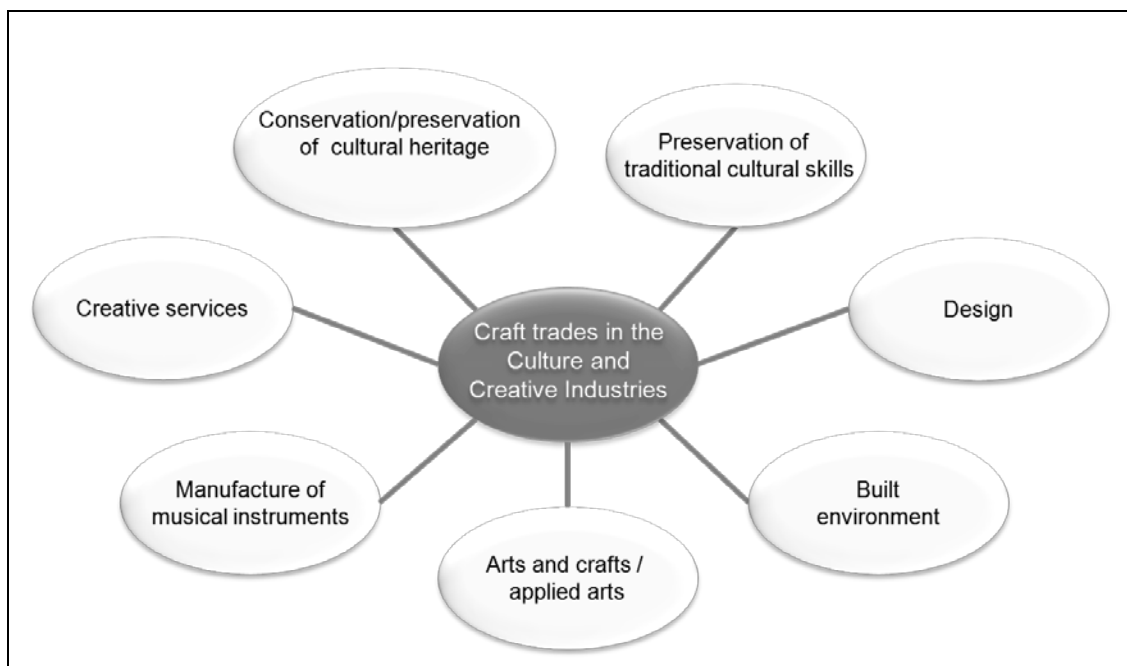 Conservation/preservation
of cultural heritage
Preservation of
traditional cultural skills
Creative services
Craft trades in the
Culture and
Creative Industries
Design
Manufacture of
musical instruments
Arts and crafts /
applied arts
Built
environment